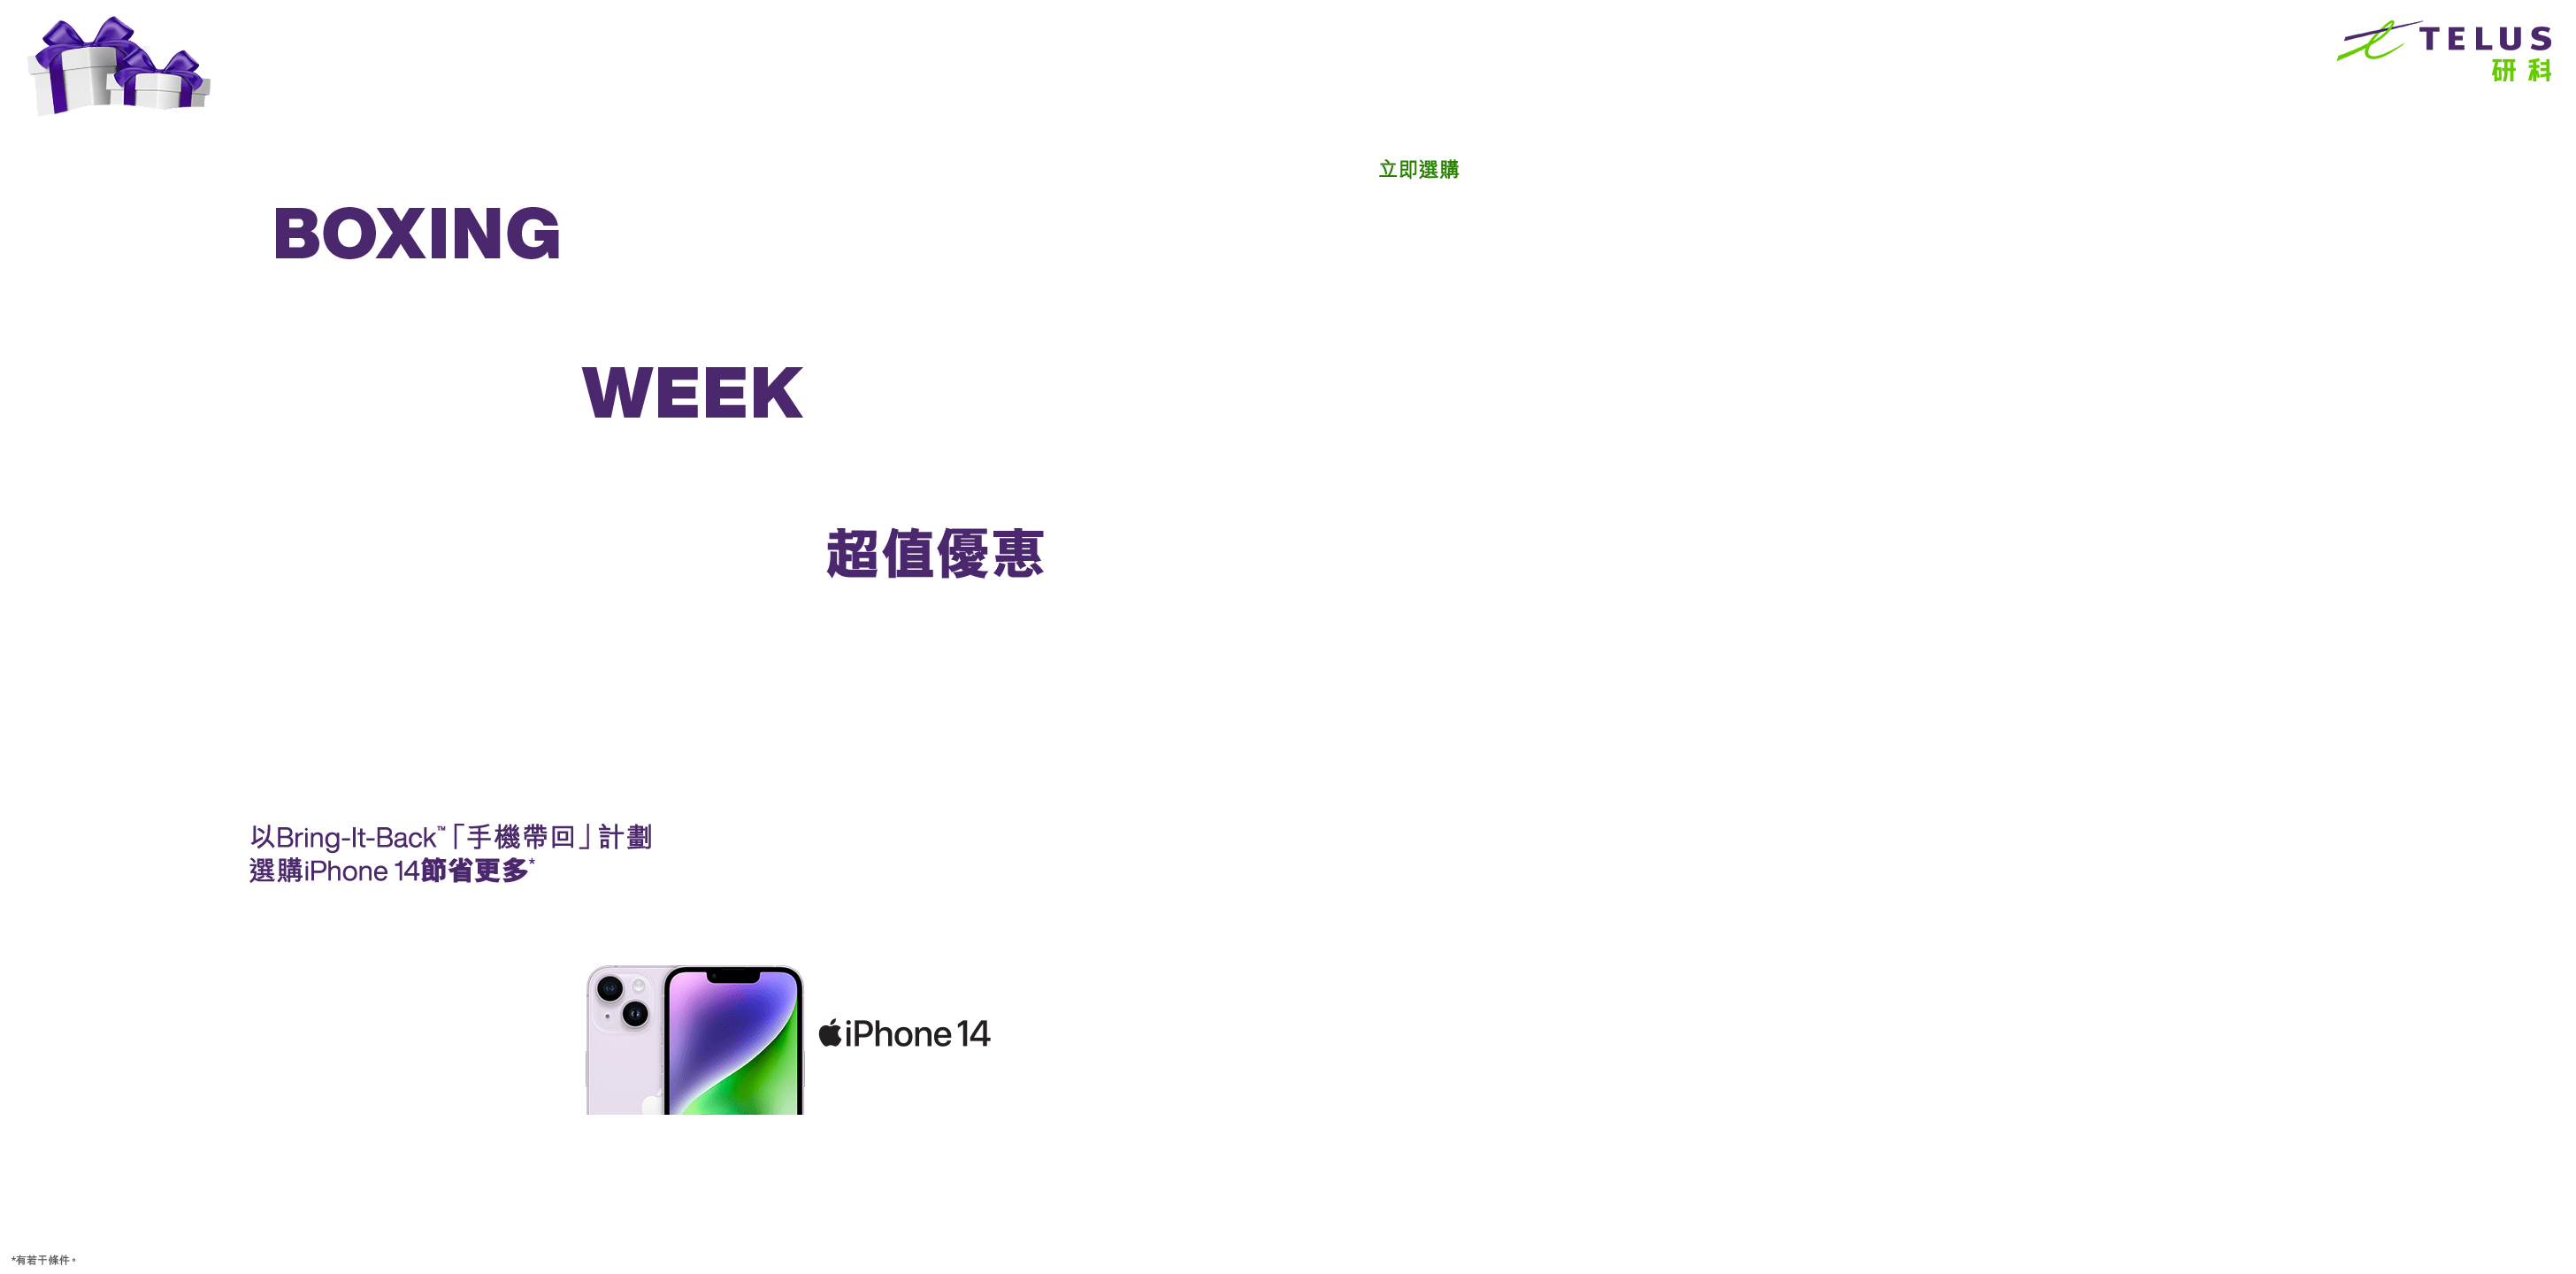 TELUS
研科
立即選購
BOXING
WEEK
超值優惠
以Bring-It-Back™「手機帶回」計劃
選購iPhone 14節省更多*
iPhone 14
*有若干條件。